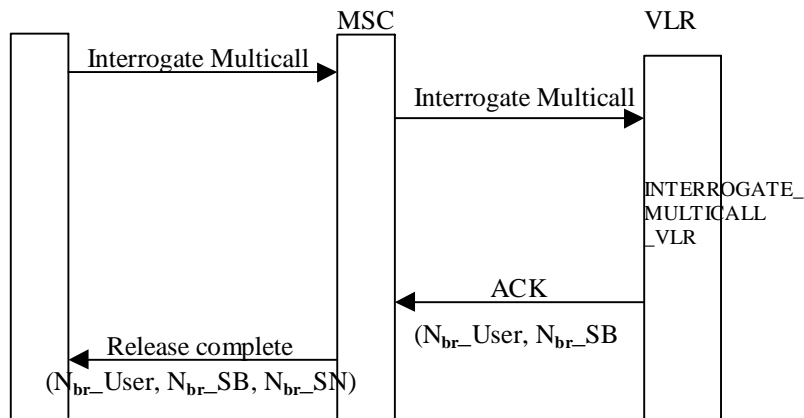 MSC VLR
Interrogate Multicall
Interrogate Multicall
INTERROGATE_
MULTICALL
_VLR
ACK
(Nbr_User, Nbr_SB
Release complete
(Nbr_User, Nbr_SB, Nbr_SN)